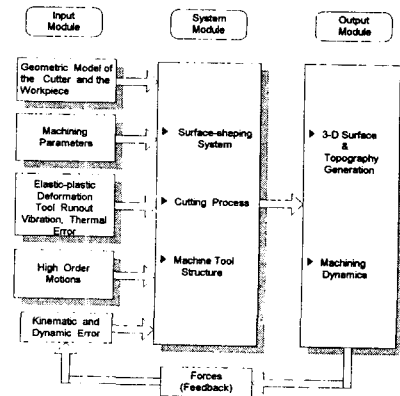 Input
Module
System
Module
Output
Module
Geometric Model of
the Cutter and the
Workpiece
Machining
Parameters
Elastic-plastic
Deformation
Tool Runout
Vibration, Thermal
Error
High Order
Motions
Kinematic and
Dynamic Error
Surface-shaping
System
Cutting Process
Machine Tool
Structure
3-D Surface
&
Topography
Generation
Machining
Dynamics
Forces
(Feedback)